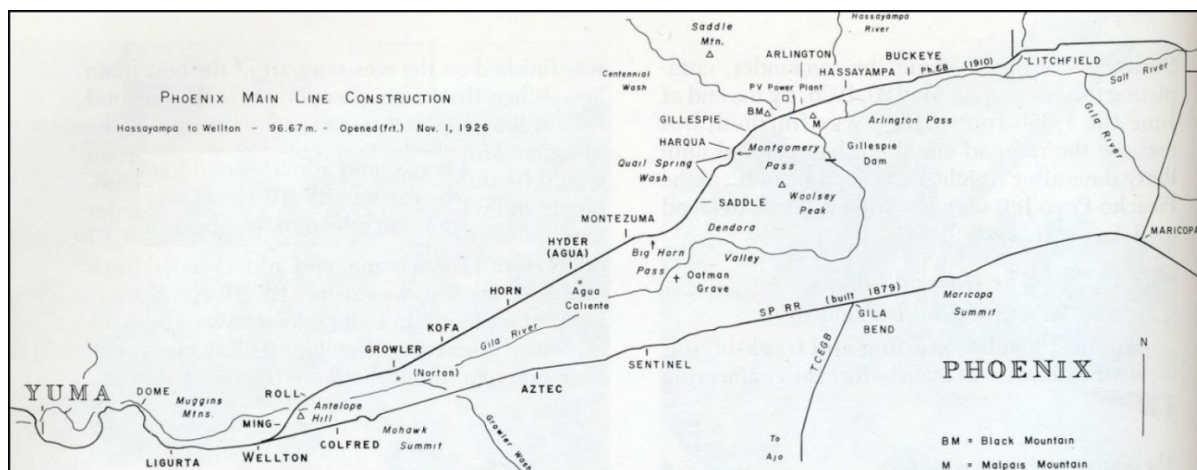 Saddle
Mtn.
Hassayampa
River
Centennial
Wash
ARLINGTON
BUCKEYE
HASSAYAMPA
Ph.&B (1910)
LITCHFIELD
Salt River
Gila River
PHOENIX MAIN LINE CONSTRUCTION
Hassayampa to Wellton 96.67m. - Opened (frt.) Nov. 1, 1926
PV Power Plant
BM
M
GILLESPIE
Arlington Pass
HARQUA
Montgomery
Pass
Gillespie
Dam
Quail Spring
Wash
SADDLE
Woolsey
Peak
MONTEZUMA
Dendora
Valley
HYDER
(AGUA)
Big Horn
Pass
Oatman
Grave
MARICOPA
Agua
Caliente
HORN
SP RR (built 1879)
Maricopa
Summit
GILA
BEND
KOFA
Gila River
GROWLER
(Norton)
SENTINEL
TCEGB
N
PHOENIX
AZTEC
YUMA
DOME
Muggins
Mtns.
ROLL
Antelope
Hill
MING
Growler Wash
LIGURTA
WELLTON
COLFRED
Mohawk
Summit
To
Ajo
BM = Black Mountain
M = Malpais Mountain